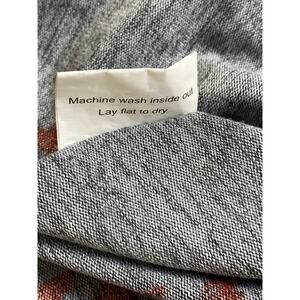 Machine wash inside out
Lay flat to dry